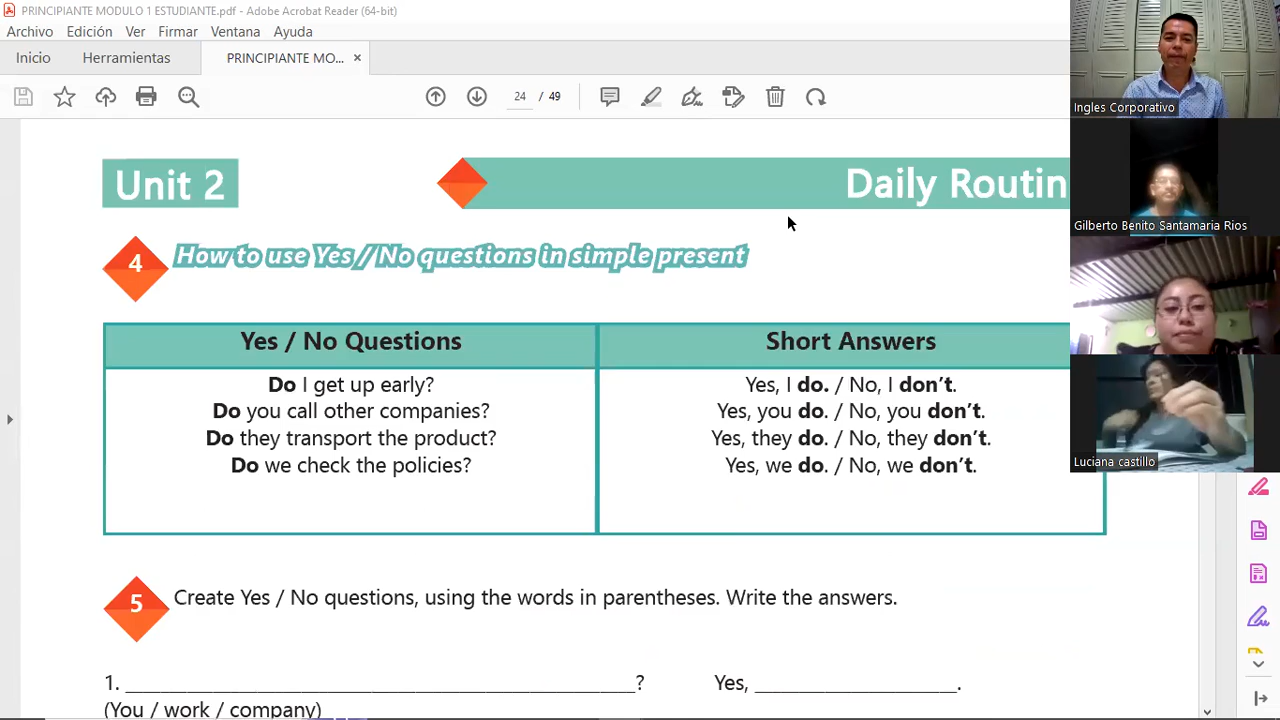 PRINCIPIANTE MODULO 1 ESTUDIANTE.pdf - Adobe Acrobat Reader (64-bit)
Archivo Edición Ver Firmar Ventana Ayuda
Inicio Herramientas PRINCIPIANTE MO... ×
24 / 49
Ingles Corporativo
Gilberto Benito Santamaria Rios
Luciana castillo
Unit 2
Daily Routin
4 How to use Yes / No questions in simple present
Yes / No Questions
Short Answers
Do I get up early?
Yes, I do. / No, I don't.
Do you call other companies?
Yes, you do. / No, you don't.
Do they transport the product?
Yes, they do. / No, they don't.
Do we check the policies?
Yes, we do. / No, we don't.
5 Create Yes / No questions, using the words in parentheses. Write the answers.
1. ______________________________________________? Yes, __________________.
(You / work / company)